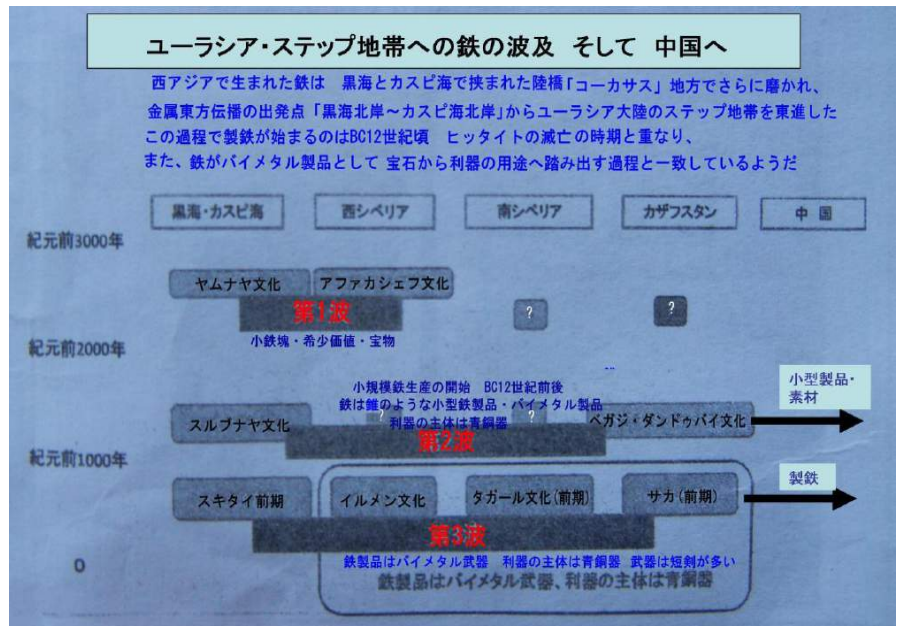 ユーラシア・ステップ地帯への鉄の波及 そして 中国へ
西アジアで生まれた鉄は 黒海とカスピ海で挟まれた陸橋「コーカサス」地方でさらに磨かれ、
金属東方伝播の出発点「黒海北岸～カスピ海北岸」からユーラシア大陸のステップ地帯を東進した
この過程で製鉄が始まるのはBC12世紀頃 ヒッタイトの滅亡の時期と重なり、
また、鉄がバイメタル製品として 宝石から利器の用途へ踏み出す過程と一致しているようだ
黒海・カスピ海 西シベリア 南シベリア カザフスタン 中国
紀元前3000年
ヤムナヤ文化 アファカシェフ文化
第1波 ? ?
小鉄塊・希少価値・宝物
紀元前2000年
小型製品・
素材
小規模鉄生産の開始 BC12世紀前後
鉄は錐のような小型鉄製品・バイメタル製品
利器の主体は青銅器
スルブナヤ文化 ? ? ベガジ・ダンドゥバイ文化
第2波
紀元前1000年
製鉄
スキタイ前期 イルメン文化 タガール文化(前期) サカ(前期)
第3波
鉄製品はバイメタル武器 利器の主体は青銅器 武器は短剣が多い
鉄製品はバイメタル武器、利器の主体は青銅器
0